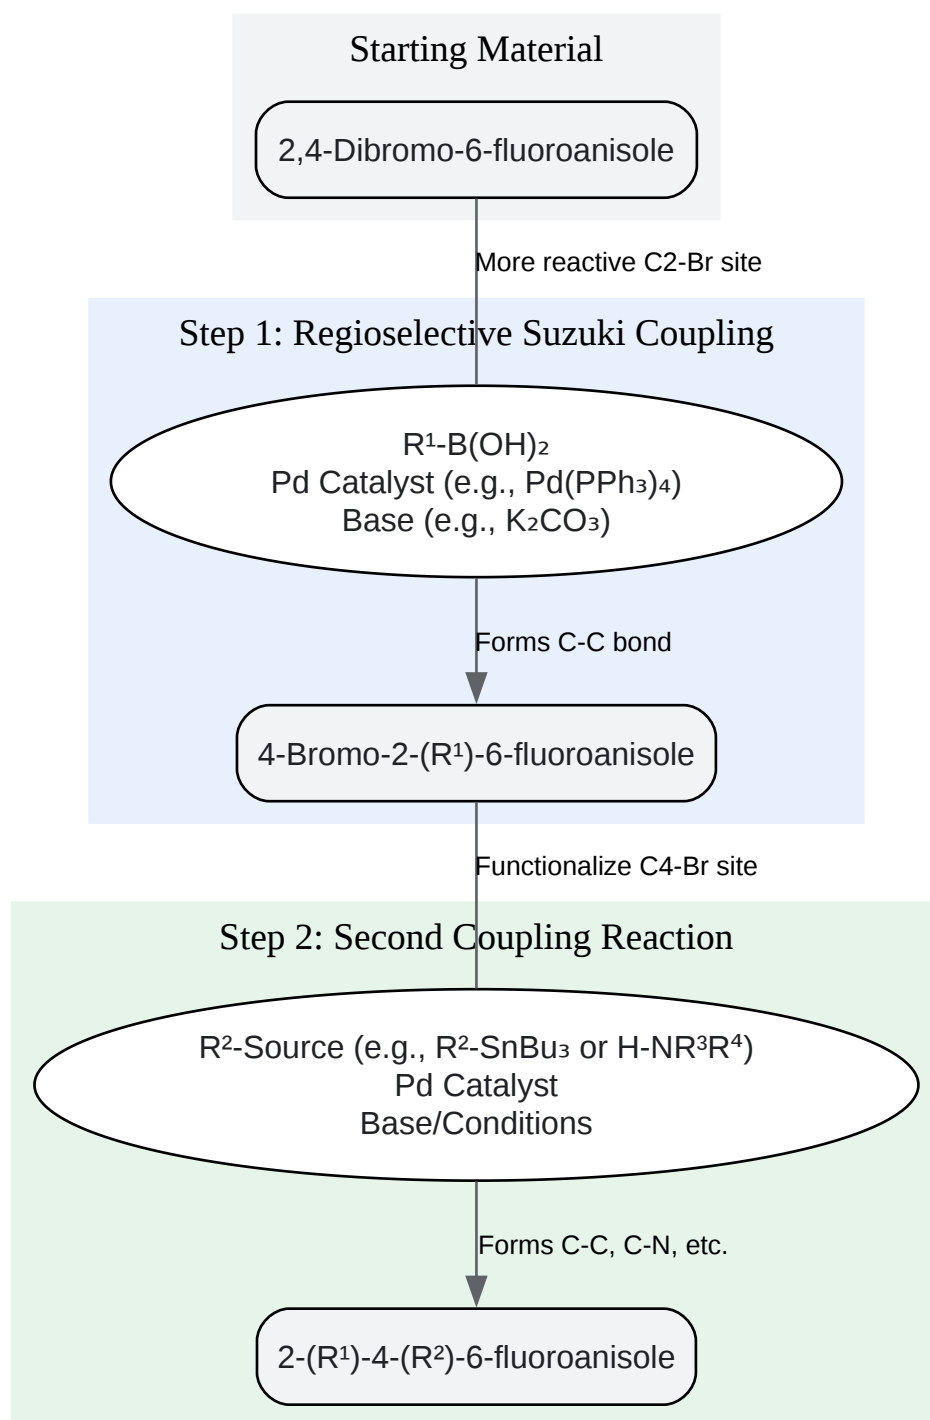 Starting Material
2,4-Dibromo-6-fluoroanisole
More reactive C2-Br site
Step 1: Regioselective Suzuki Coupling
R¹-B(OH)₂
Pd Catalyst (e.g., Pd(PPh₃)₄)
Base (e.g., K₂CO₃)
Forms C-C bond
4-Bromo-2-(R¹)-6-fluoroanisole
Functionalize C4-Br site
Step 2: Second Coupling Reaction
R²-Source (e.g., R²-SnBu₃ or H-NR³R⁴)
Pd Catalyst
Base/Conditions
Forms C-C, C-N, etc.
2-(R¹)-4-(R²)-6-fluoroanisole